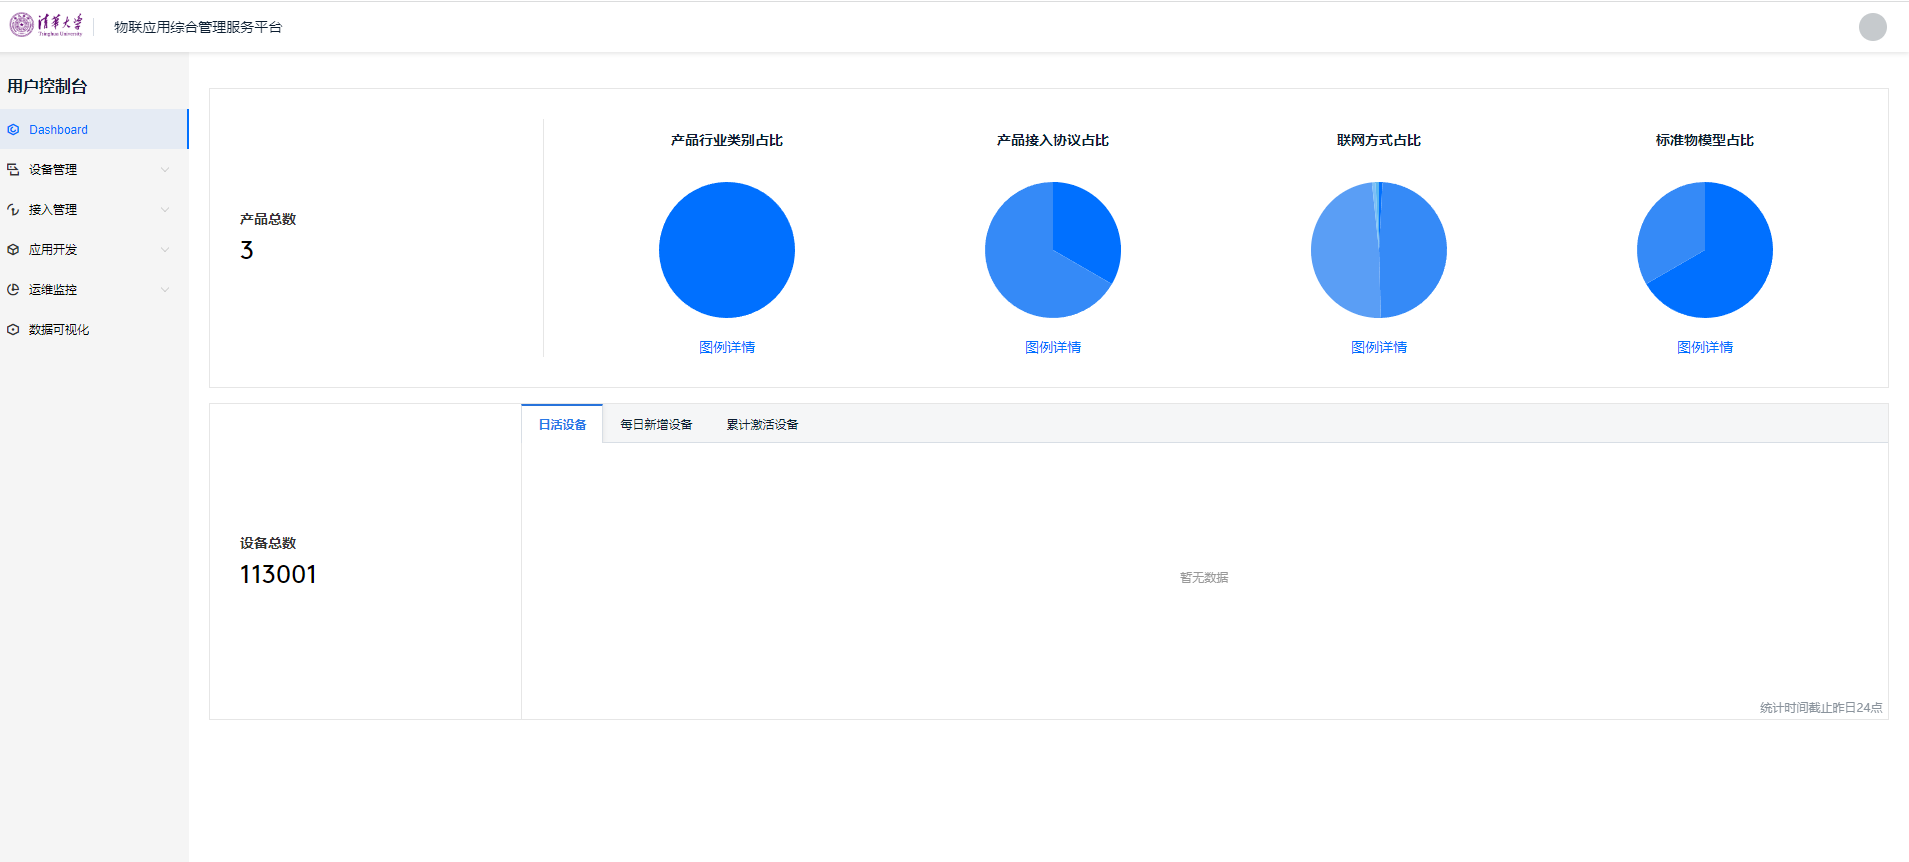 清华大学
Tsinghua University
物联应用综合管理服务平台
用户控制台
Dashboard
设备管理
接入管理
应用开发
运维监控
数据可视化
产品总数
3
产品行业类别占比
产品接入协议占比
联网方式占比
标准物模型占比
图例详情
图例详情
图例详情
图例详情
日活设备
每日新增设备
累计激活设备
设备总数
113001
暂无数据
统计时间截止昨日24点